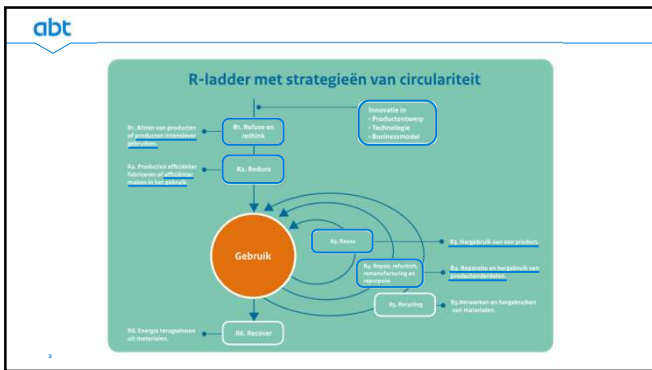 abt
R-ladder met strategieën van circulariteit
Innovatie in
- Productontwerp
- Technologie
- Businessmodel
R1. Afzien van producten
of producten intensiever
gebruiken.
R1. Refuse en
rethink
R2. Producten efficiënter
fabriceren of efficiënter
maken in het gebruik.
R2. Reduce
Gebruik
R3. Reuse
R3. Hergebruik van een product.
R4. Repair, refurbish,
remanufacturing en
repurpose
R4. Reparatie en hergebruik van
productonderdelen.
R5. Recycling
R5.Verwerken en hergebruiken
van materialen.
R6. Energie terugwinnen
uit materialen.
R6. Recover
3